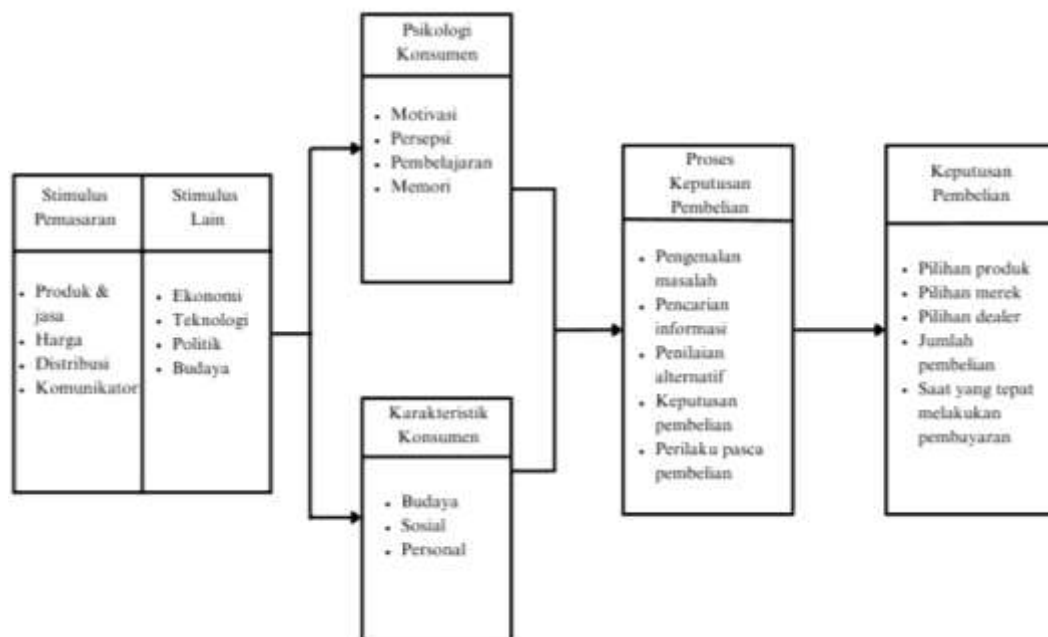 Stimulus
Pemasaran
• Produk &
jasa
• Harga
• Distribusi
• Komunikator
Stimulus
Lain
• Ekonomi
• Teknologi
• Politik
• Budaya
Psikologi
Konsumen
• Motivasi
• Persepsi
• Pembelajaran
• Memori
Karakteristik
Konsumen
• Budaya
• Sosial
• Personal
Proses
Keputusan
Pembelian
• Pengenalan
masalah
• Pencarian
informasi
• Penilaian
alternatif
• Keputusan
pembelian
• Perilaku pasca
pembelian
Keputusan
Pembelian
• Pilihan produk
• Pilihan merek
• Pilihan dealer
• Jumlah
pembelian
• Saat yang tepat
melakukan
pembayaran